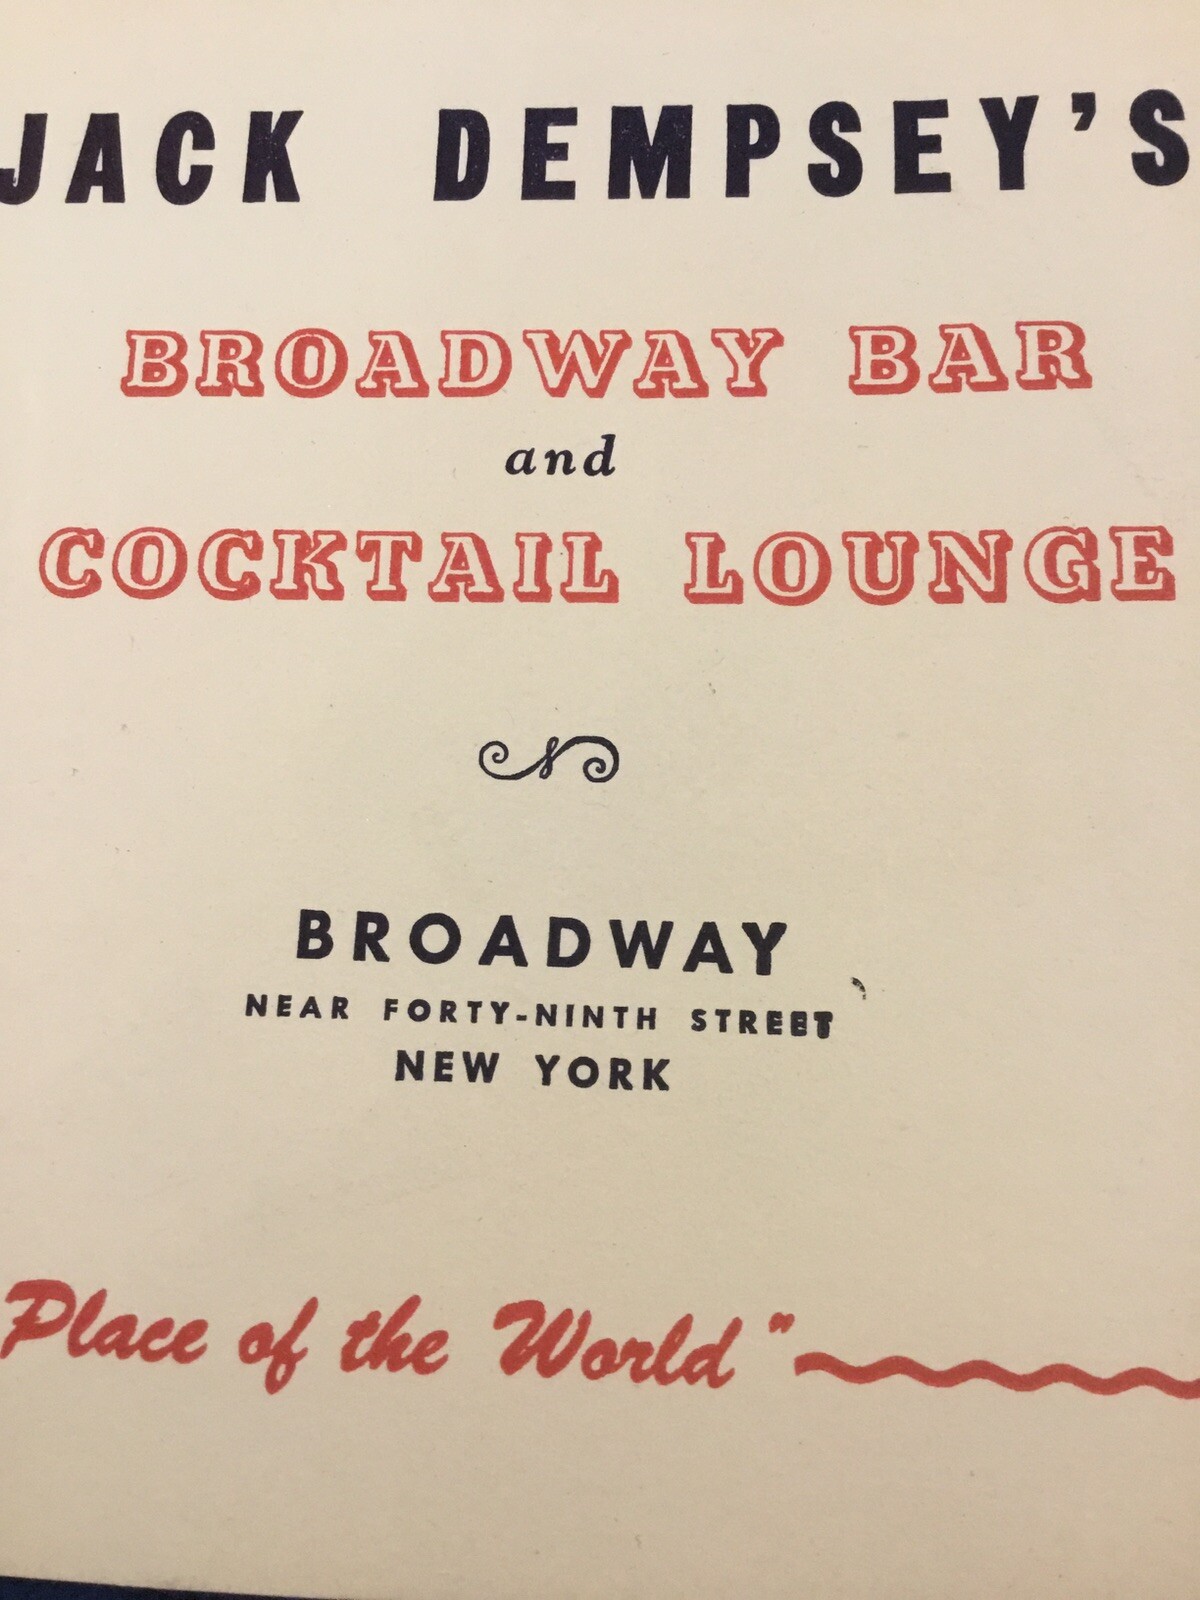 JACK DEMPSEY'S
BROADWAY BAR
and
COCKTAIL LOUNGE
BROADWAY
NEAR FORTY-NINTH STREET
NEW YORK
Place of the World"